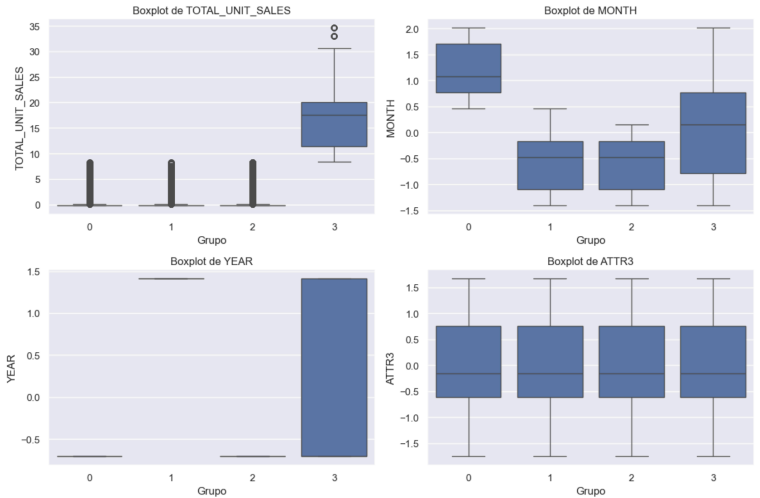 Boxplot de TOTAL_UNIT_SALES
35
30
25
20
15
10
5
0
TOTAL_UNIT_SALES
0 1 2 3
Grupo
Boxplot de MONTH
2.0
1.5
1.0
0.5
0.0
−0.5
−1.0
−1.5
MONTH
0 1 2 3
Grupo
Boxplot de YEAR
1.5
1.0
0.5
0.0
−0.5
YEAR
0 1 2 3
Grupo
Boxplot de ATTR3
1.5
1.0
0.5
0.0
−0.5
−1.0
−1.5
ATTR3
0 1 2 3
Grupo